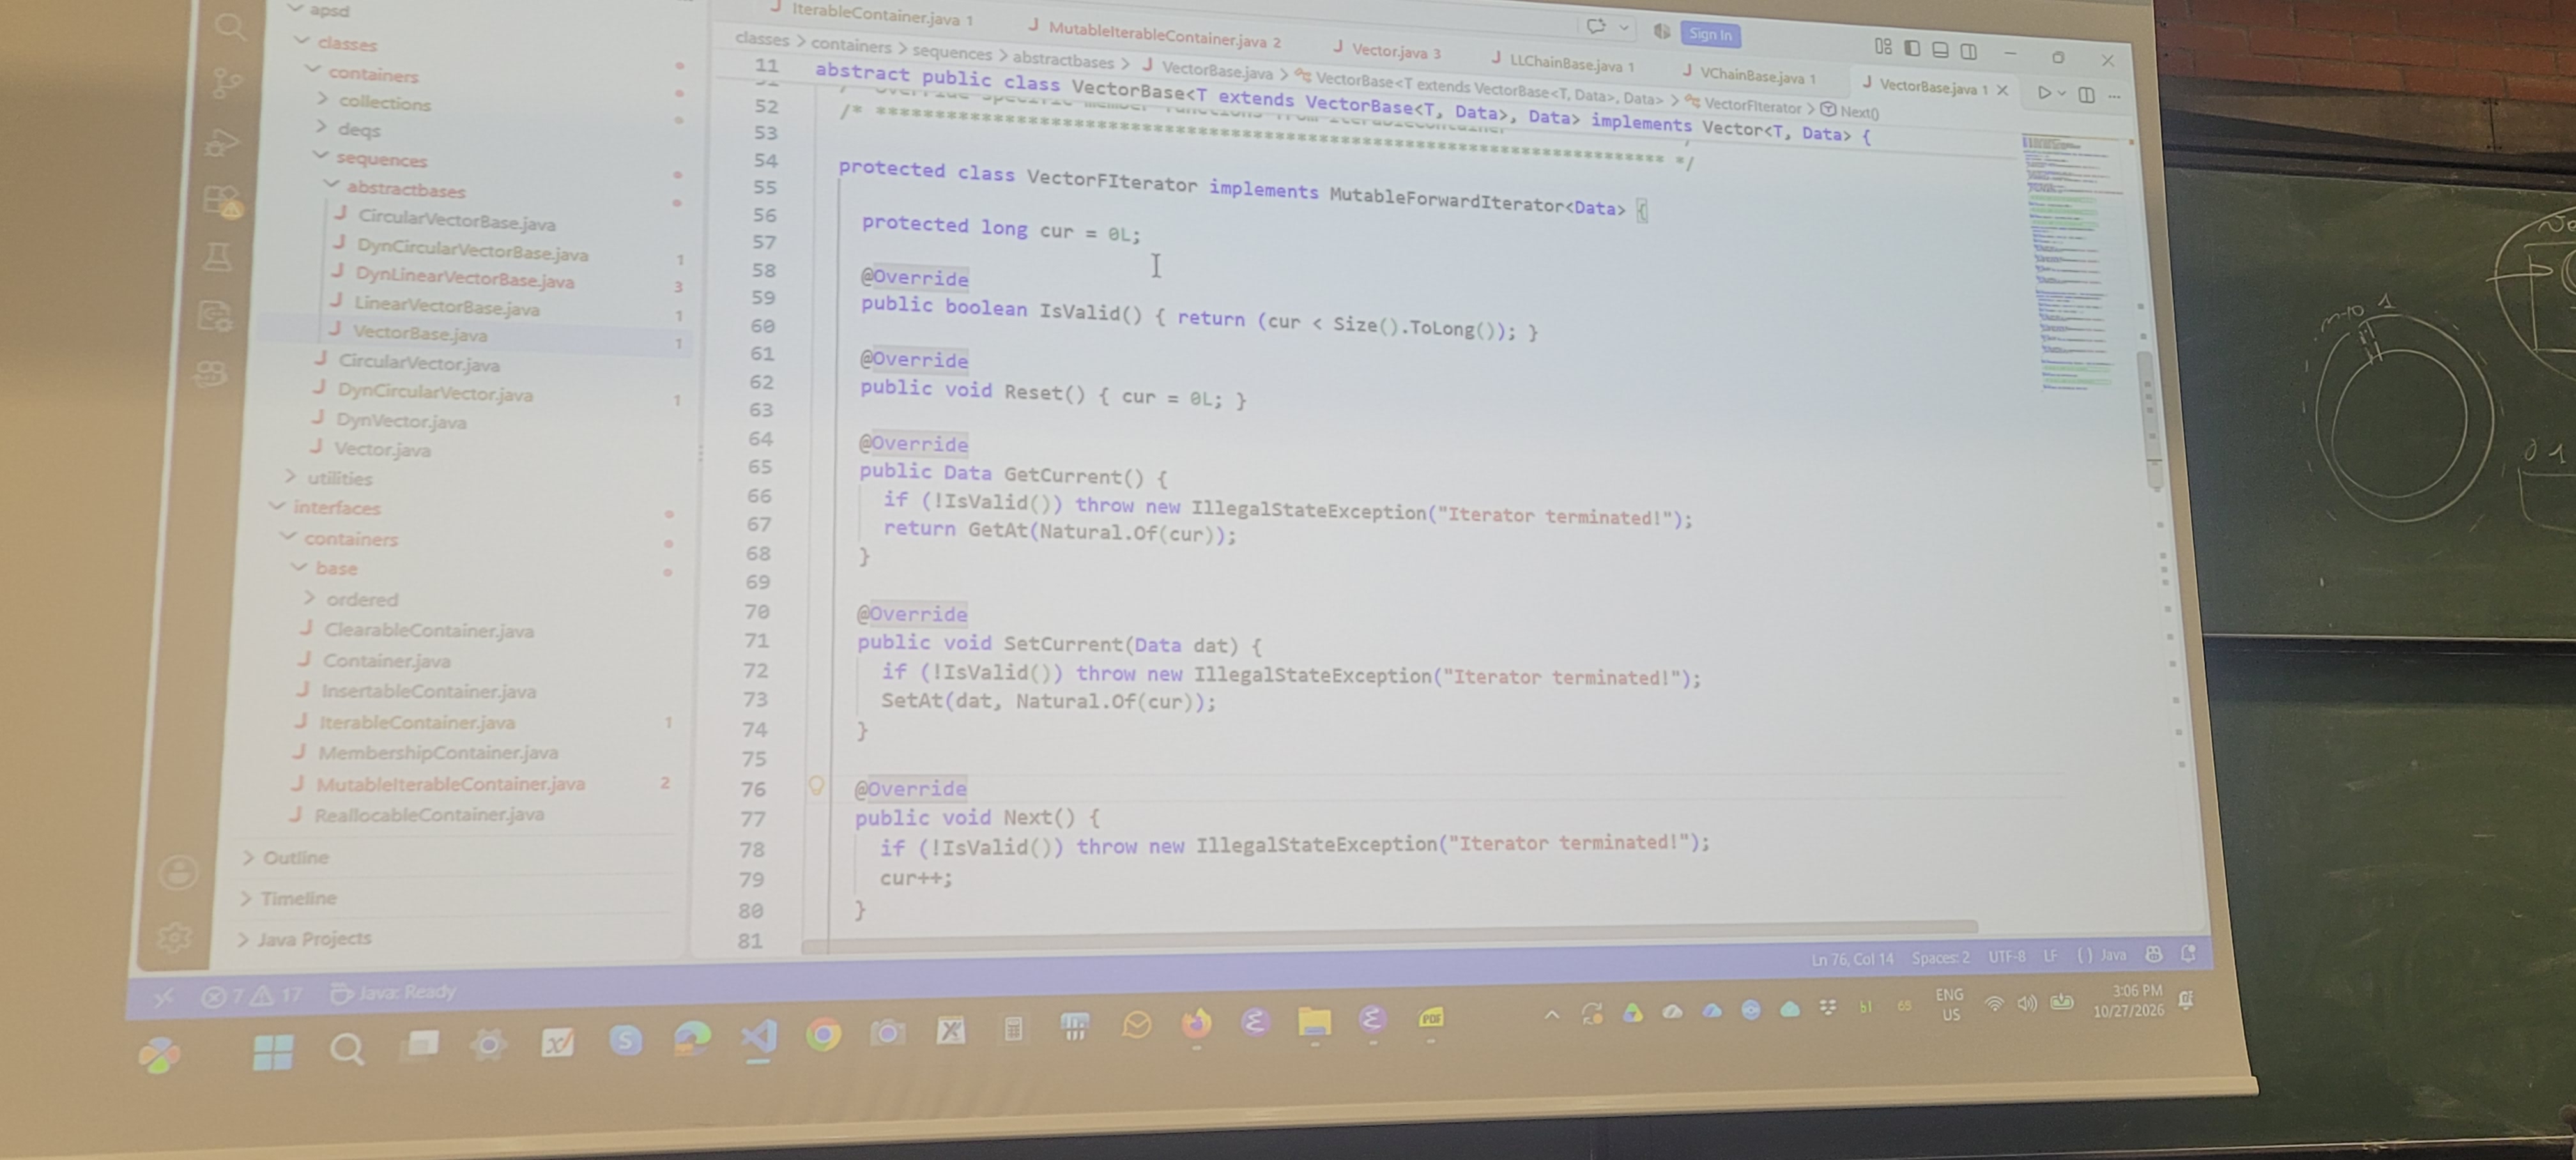 apsd
classes
containers
collections
deqs
sequences
abstractbases
CircularVectorBase.java
DynCircularVectorBase.java 1
DynLinearVectorBase.java 3
LinearVectorBase.java 1
VectorBase.java 1
CircularVector.java
DynCircularVector.java 1
DynVector.java
Vector.java
utilities
interfaces
containers
base
ordered
ClearableContainer.java
Container.java
InsertableContainer.java
IterableContainer.java 1
MembershipContainer.java
MutableIterableContainer.java 2
ReallocableContainer.java
Outline
Timeline
Java Projects
Sign In
IterableContainer.java 1 MutableIterableContainer.java 2 Vector.java 3 LLChainBase.java 1 VChainBase.java 1 VectorBase.java 1
classes > containers > sequences > abstractbases > VectorBase.java > VectorBase<T extends VectorBase<T, Data>, Data> > VectorFIterator > Next()
11 abstract public class VectorBase<T extends VectorBase<T, Data>, Data> implements Vector<T, Data> {
52 /* ************************************************************************ */
53
54 protected class VectorFIterator implements MutableForwardIterator<Data> {
55
56 protected long cur = 0L;
57
58 @Override
59 public boolean IsValid() { return (cur < Size().ToLong()); }
60
61 @Override
62 public void Reset() { cur = 0L; }
63
64 @Override
65 public Data GetCurrent() {
66 if (!IsValid()) throw new IllegalStateException("Iterator terminated!");
67 return GetAt(Natural.Of(cur));
68 }
69
70 @Override
71 public void SetCurrent(Data dat) {
72 if (!IsValid()) throw new IllegalStateException("Iterator terminated!");
73 SetAt(dat, Natural.Of(cur));
74 }
75
76 @Override
77 public void Next() {
78 if (!IsValid()) throw new IllegalStateException("Iterator terminated!");
79 cur++;
80 }
81
7 17 Java: Ready
Ln 76, Col 14 Spaces: 2 UTF-8 LF { } Java
ENG
US
3:06 PM
10/27/2026
PDF
0 1